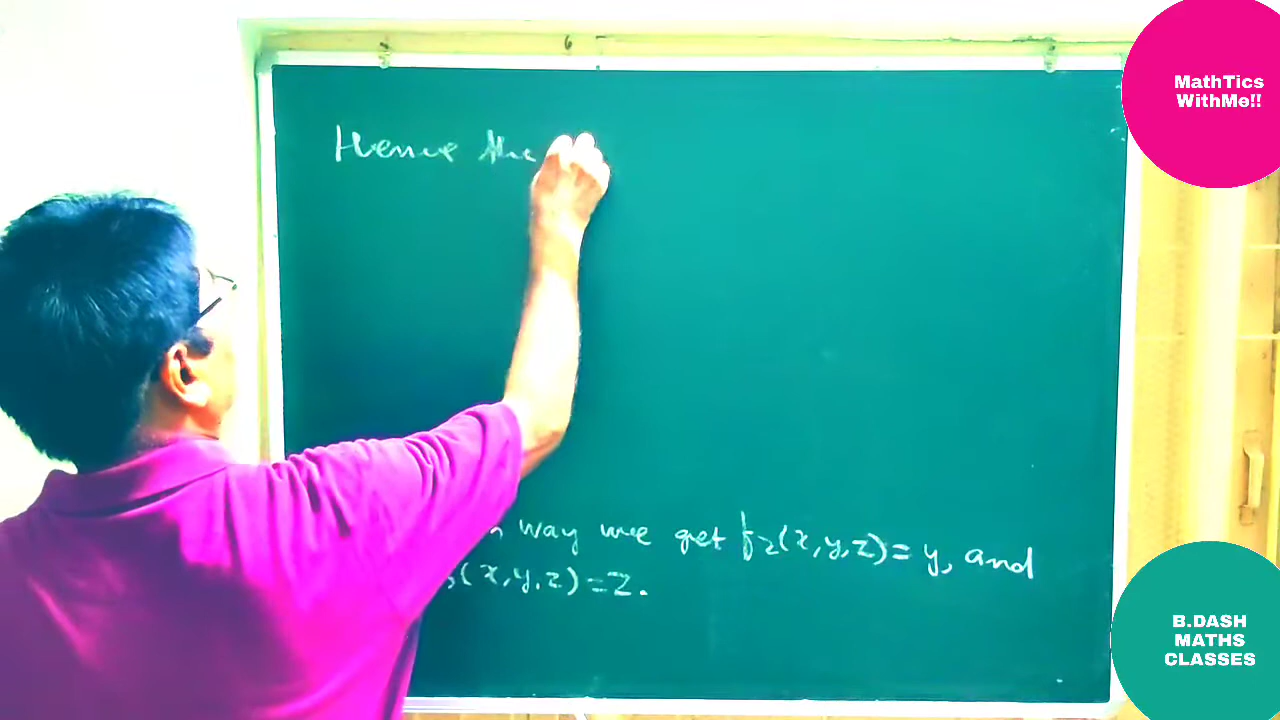 Hence the
way we get f2(x,y,z)=y, and
(x,y,z)=z.
MathTics
WithMe!!
B.DASH
MATHS
CLASSES